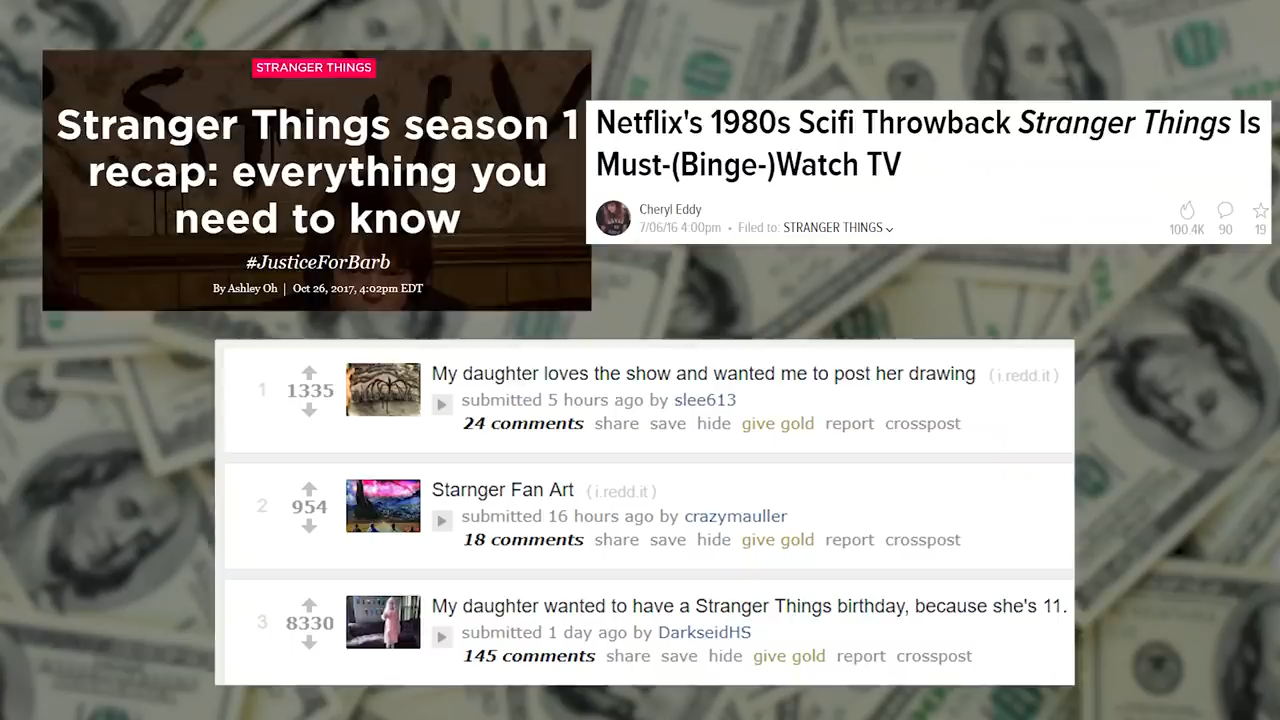 STRANGER THINGS
Stranger Things season 1
recap: everything you
need to know
#JusticeForBarb
By Ashley Oh | Oct 26, 2017, 4:02pm EDT
Netflix's 1980s Scifi Throwback Stranger Things Is
Must-(Binge-)Watch TV
Cheryl Eddy
7/06/16 4:00pm • Filed to: STRANGER THINGS
100.4K 90 19
1
1335
My daughter loves the show and wanted me to post her drawing (i.redd.it)
submitted 5 hours ago by slee613
24 comments share save hide give gold report crosspost
2
954
Starnger Fan Art (i.redd.it)
submitted 16 hours ago by crazymauller
18 comments share save hide give gold report crosspost
3
8330
My daughter wanted to have a Stranger Things birthday, because she's 11.
submitted 1 day ago by DarkseidHS
145 comments share save hide give gold report crosspost